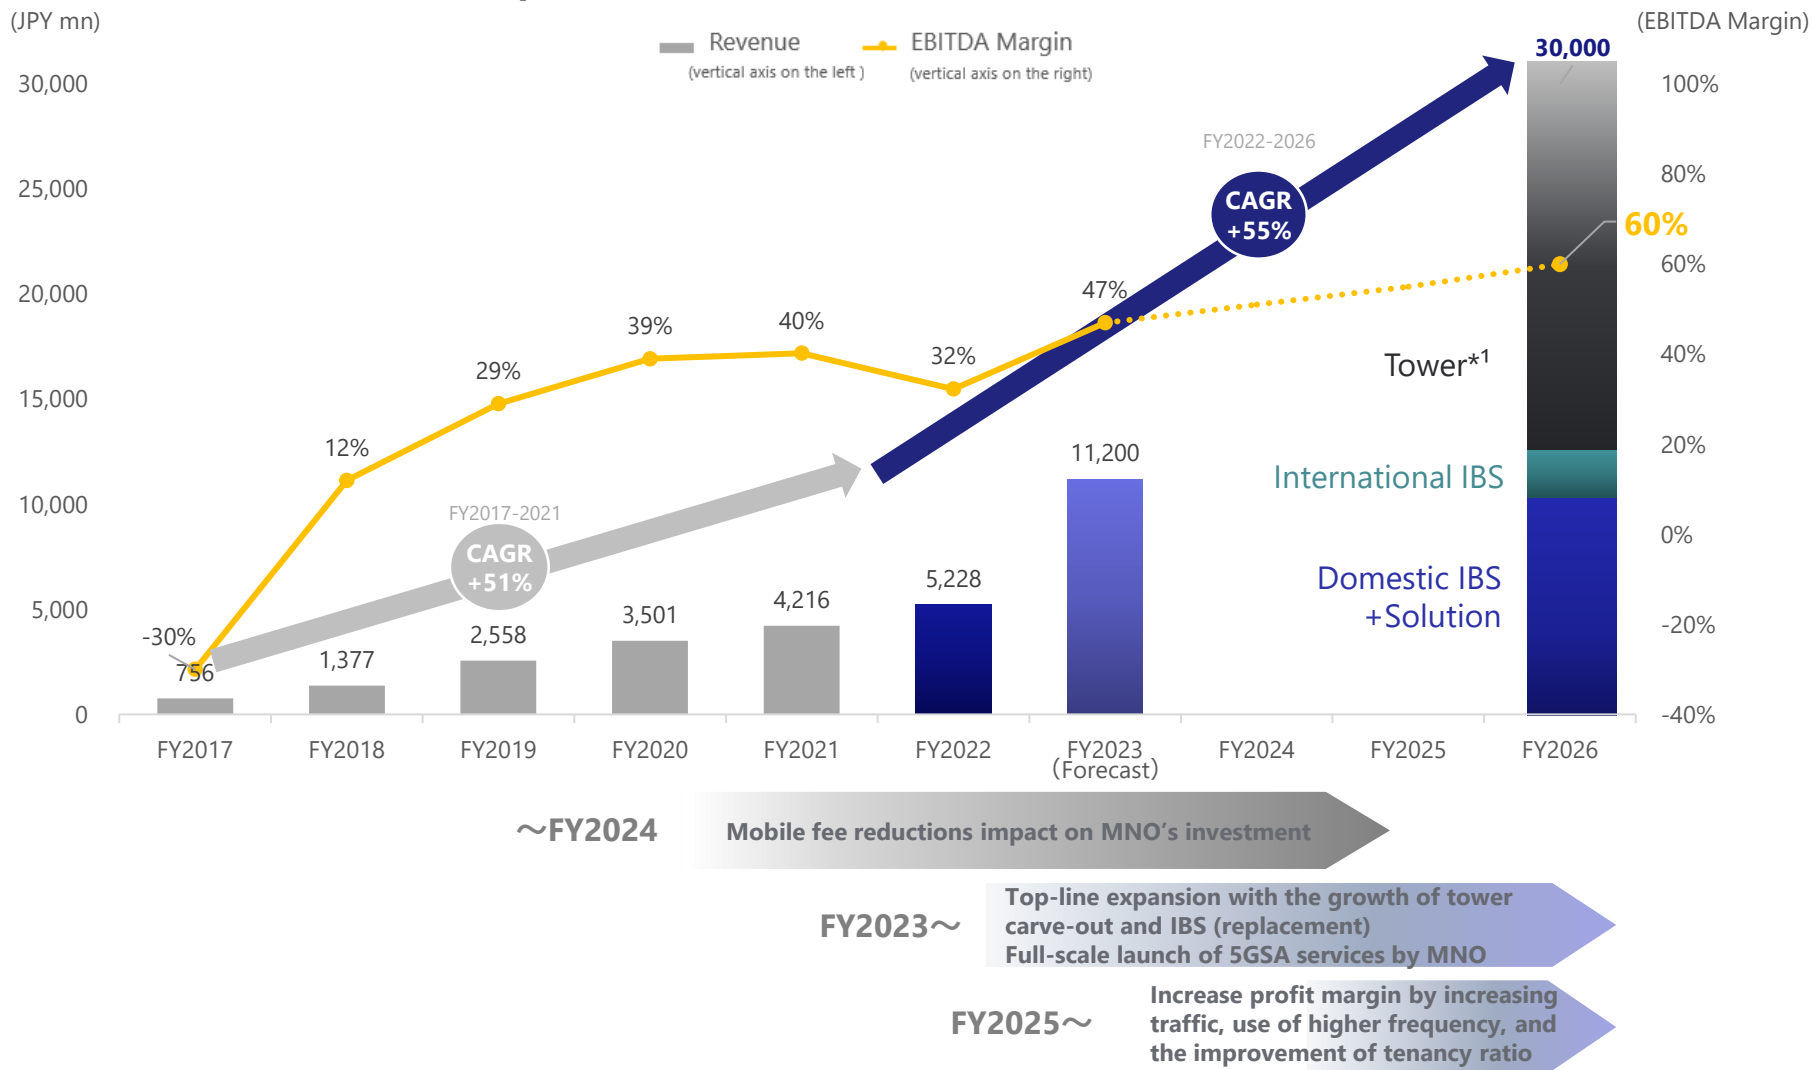 (JPY mn)
(EBITDA Margin)
Revenue
(vertical axis on the left )
EBITDA Margin
(vertical axis on the right)
30,000
25,000
20,000
15,000
10,000
5,000
0
100%
80%
60%
40%
20%
0%
-20%
-40%
30,000
60%
FY2022-2026
CAGR
+55%
FY2017-2021
CAGR
+51%
-30%
12%
29%
39%
40%
32%
47%
756
1,377
2,558
3,501
4,216
5,228
11,200
Tower*¹
International IBS
Domestic IBS
+Solution
FY2017
FY2018
FY2019
FY2020
FY2021
FY2022
FY2023
(Forecast)
FY2024
FY2025
FY2026
～FY2024
Mobile fee reductions impact on MNO’s investment
FY2023～
Top-line expansion with the growth of tower
carve-out and IBS (replacement)
Full-scale launch of 5GSA services by MNO
FY2025～
Increase profit margin by increasing
traffic, use of higher frequency, and
the improvement of tenancy ratio